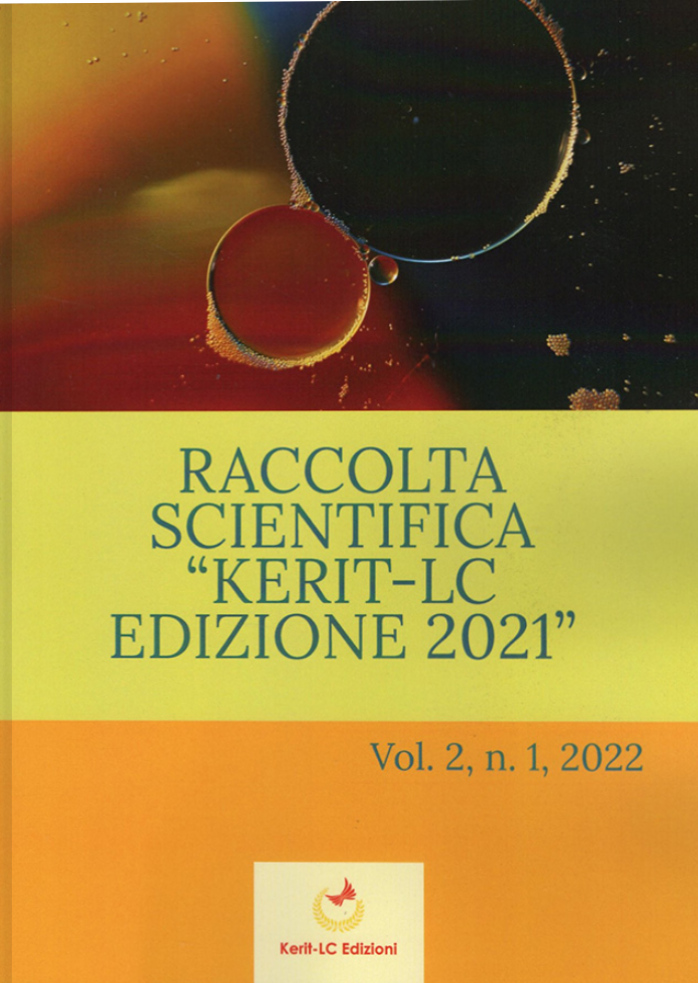 RACCOLTA
SCIENTIFICA
“KERIT-LC
EDIZIONE 2021”
Vol. 2, n. 1, 2022
Kerit-LC Edizioni